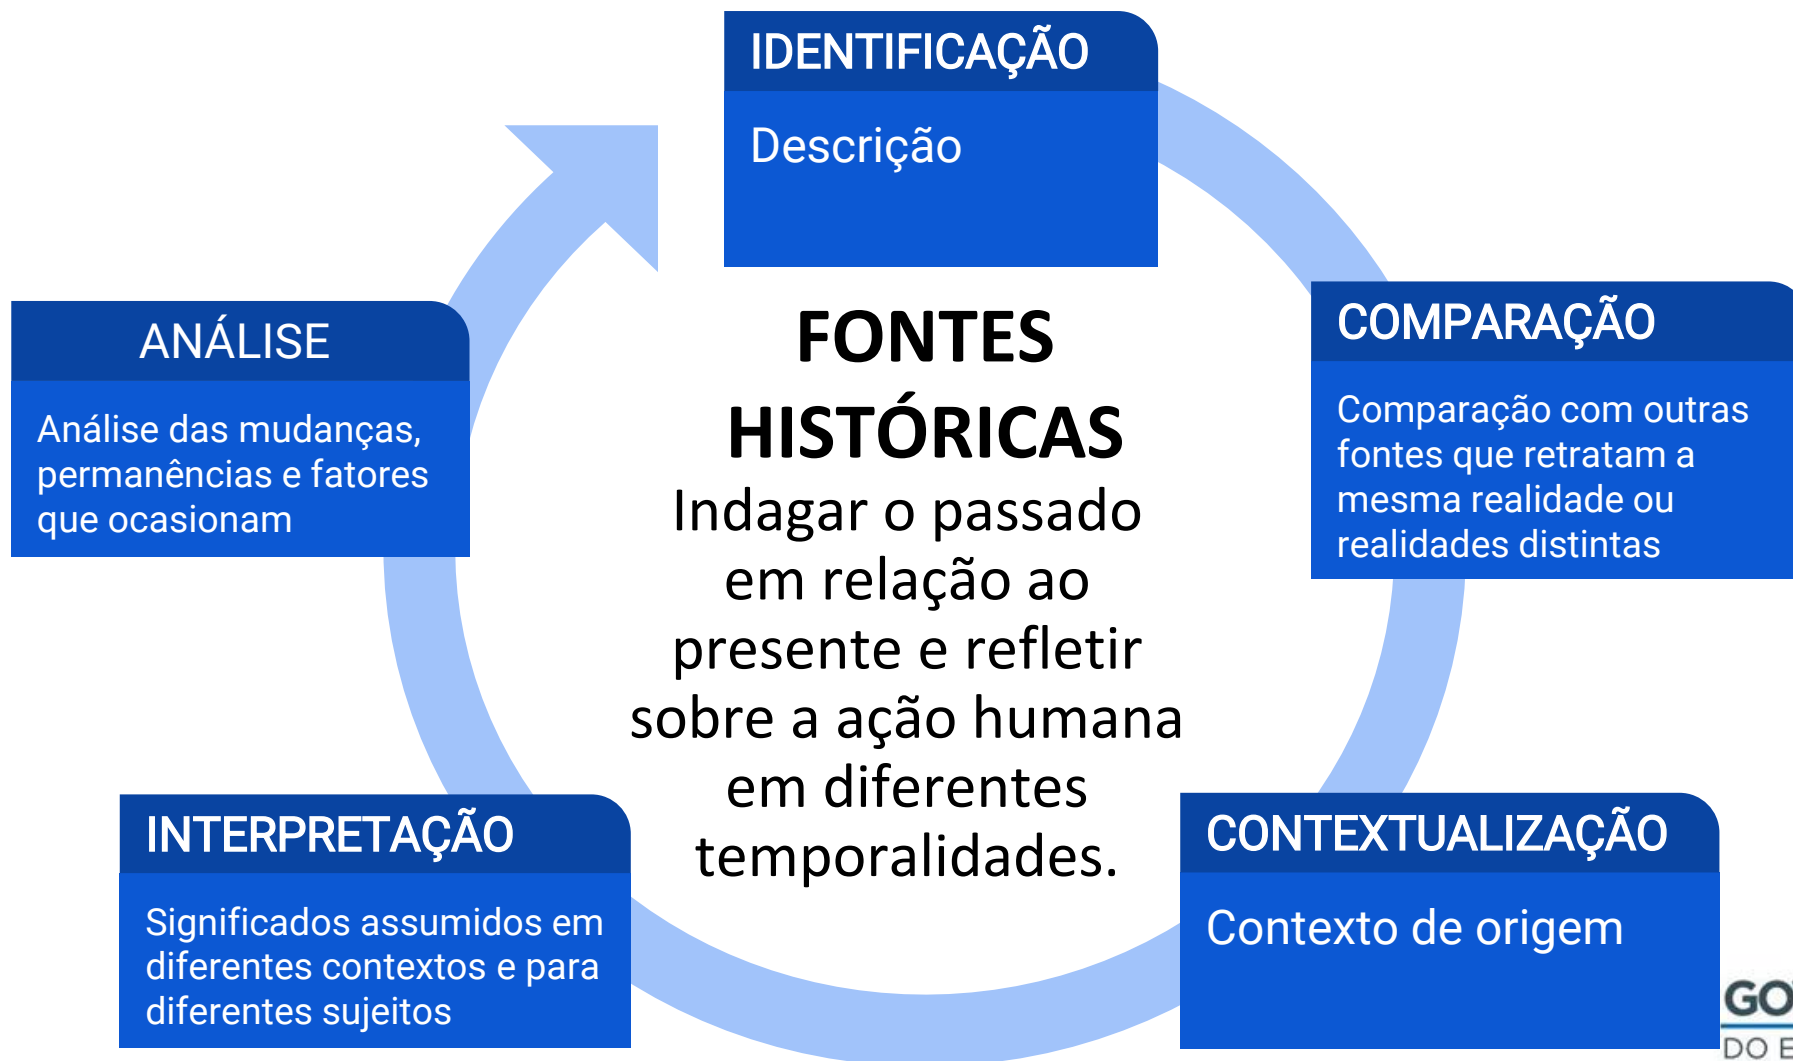 IDENTIFICAÇÃO
Descrição
COMPARAÇÃO
Comparação com outras
fontes que retratam a
mesma realidade ou
realidades distintas
CONTEXTUALIZAÇÃO
Contexto de origem
INTERPRETAÇÃO
Significados assumidos em
diferentes contextos e para
diferentes sujeitos
ANÁLISE
Análise das mudanças,
permanências e fatores
que ocasionam
FONTES
HISTÓRICAS
Indagar o passado
em relação ao
presente e refletir
sobre a ação humana
em diferentes
temporalidades.
GO
DO E